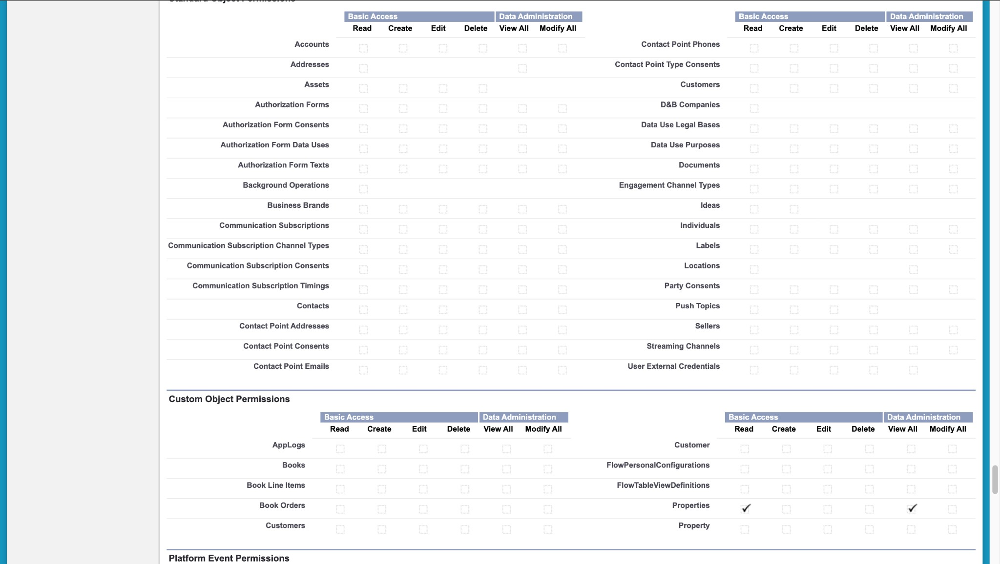 Standard Object Permissions
Basic Access Data Administration Basic Access Data Administration
Read Create Edit Delete View All Modify All Read Create Edit Delete View All Modify All
Accounts Contact Point Phones
Addresses Contact Point Type Consents
Assets Customers
Authorization Forms D&B Companies
Authorization Form Consents Data Use Legal Bases
Authorization Form Data Uses Data Use Purposes
Authorization Form Texts Documents
Background Operations Engagement Channel Types
Business Brands Ideas
Communication Subscriptions Individuals
Communication Subscription Channel Types Labels
Communication Subscription Consents Locations
Communication Subscription Timings Party Consents
Contacts Push Topics
Contact Point Addresses Sellers
Contact Point Consents Streaming Channels
Contact Point Emails User External Credentials
Custom Object Permissions
Basic Access Data Administration Basic Access Data Administration
Read Create Edit Delete View All Modify All Read Create Edit Delete View All Modify All
AppLogs Customer
Books FlowPersonalConfigurations
Book Line Items FlowTableViewDefinitions
Book Orders Properties
Customers Property
Platform Event Permissions